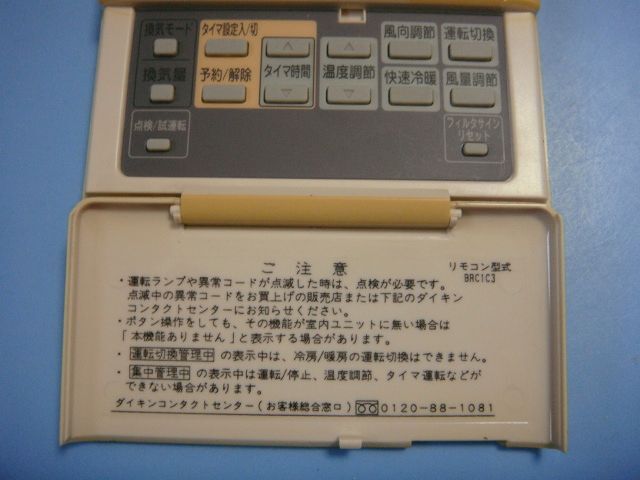 換気モード
タイマ設定入/切
風向調節
運転切換
換気量
予約/解除
タイマ時間
温度調節
快速冷暖
風量調節
点検/試運転
フィルタサイン
リセット
ご注意
リモコン型式
BRC1C3
・運転ランプや異常コードが点滅した時は、点検が必要です。
点滅中の異常コードをお買上げの販売店または下記のダイキン
コンタクトセンターにお知らせください。
・ボタン操作をしても、その機能が室内ユニットに無い場合は
「本機能ありません」と表示する場合があります。
・運転切換管理中 の表示中は、冷房/暖房の運転切換はできません。
・集中管理中 の表示中は運転/停止、温度調節、タイマ運転などが
できない場合があります。
ダイキンコンタクトセンター(お客様総合窓口) 0120-88-1081